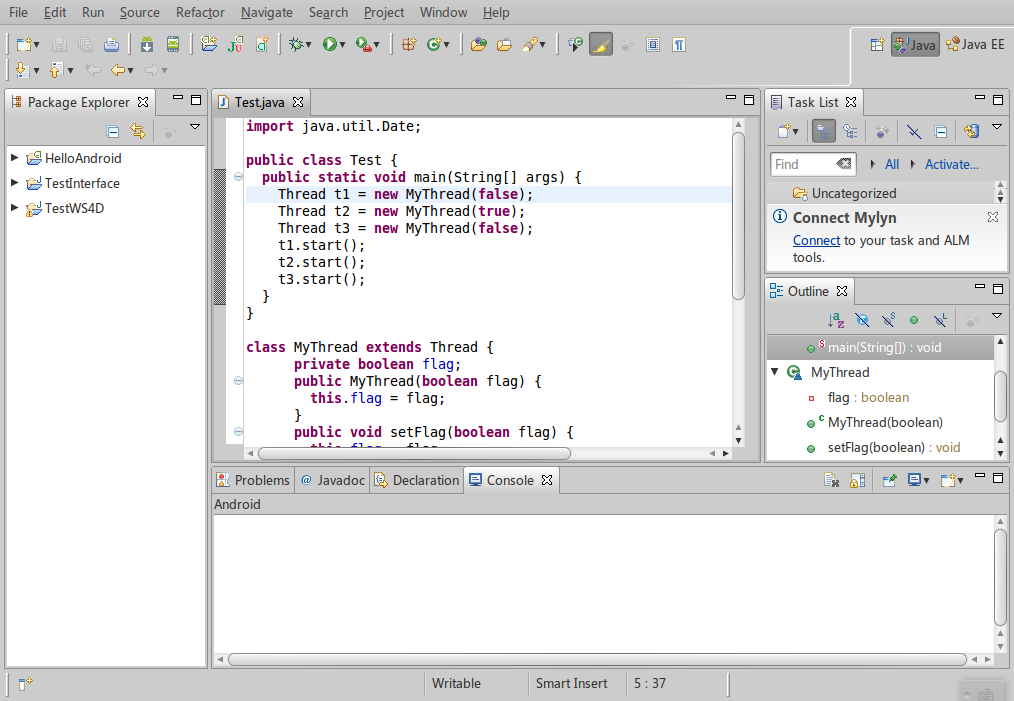 File Edit Run Source Refactor Navigate Search Project Window Help
Java Java EE
Package Explorer
HelloAndroid
TestInterface
TestWS4D
Test.java
import java.util.Date;
public class Test {
public static void main(String[] args) {
Thread t1 = new MyThread(false);
Thread t2 = new MyThread(true);
Thread t3 = new MyThread(false);
t1.start();
t2.start();
t3.start();
}
}
class MyThread extends Thread {
private boolean flag;
public MyThread(boolean flag) {
this.flag = flag;
}
public void setFlag(boolean flag) {
this.flag = flag;
Task List
Find All Activate...
Uncategorized
Connect Mylyn
Connect to your task and ALM
tools.
Outline
main(String[]) : void
MyThread
flag : boolean
MyThread(boolean)
setFlag(boolean) : void
Problems @ Javadoc Declaration Console
Android
Writable Smart Insert 5 : 37